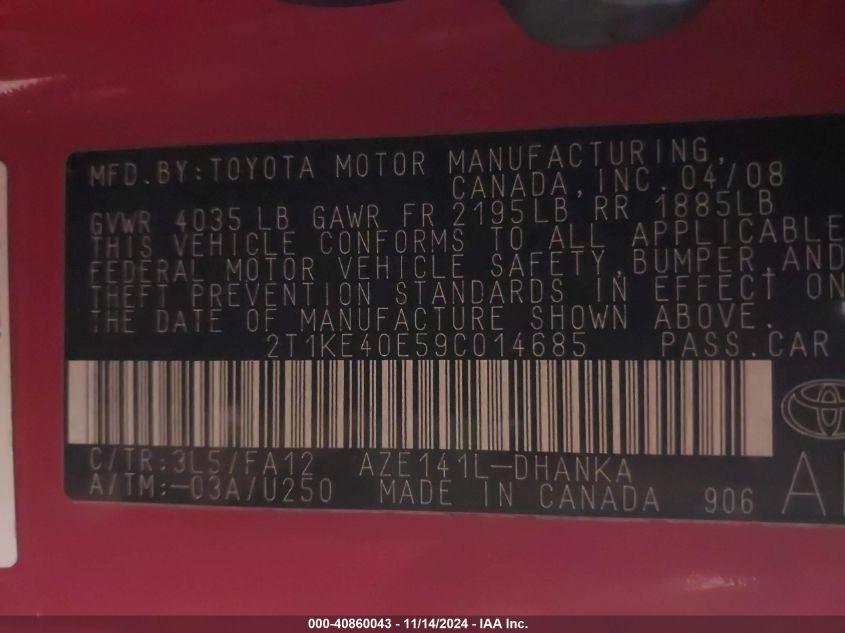 MFD.BY:TOYOTA MOTOR MANUFACTURING,
CANADA,INC.04/08
GVWR 4035LB GAWR FR 2195LB RR 1885LB
THIS VEHICLE CONFORMS TO ALL APPLICABLE
FEDERAL MOTOR VEHICLE SAFETY,BUMPER,AND
THEFT PREVENTION STANDARDS IN EFFECT ON
THE DATE OF MANUFACTURE SHOWN ABOVE.
2T1KE40E59C014685 PASS.CAR
C/TR:3L5/FA12 AZE141L-DHANKA
A/TM:-03A/U250 MADE IN CANADA 906
000-40860043 - 11/14/2024 - IAA Inc.